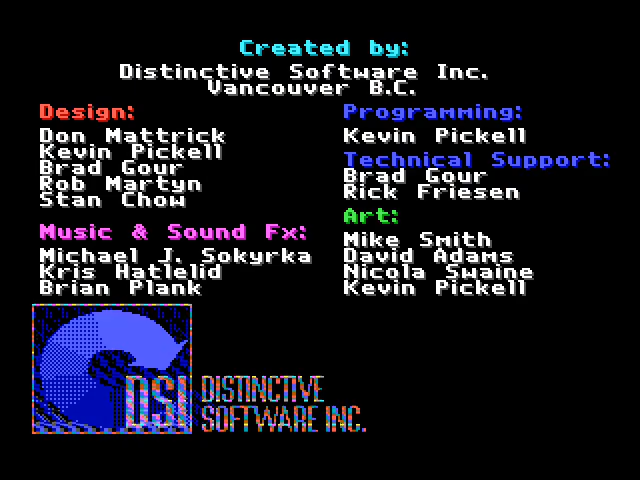 Created by:
Distinctive Software Inc.
Vancouver B.C.
Design:
Don Mattrick
Kevin Pickell
Brad Gour
Rob Martyn
Stan Chow
Music & Sound Fx:
Michael J. Sokyrka
Kris Hatlelid
Brian Plank
Programming:
Kevin Pickell
Technical Support:
Brad Gour
Rick Friesen
Art:
Mike Smith
David Adams
Nicola Swaine
Kevin Pickell
DSI DISTINCTIVE
SOFTWARE INC.